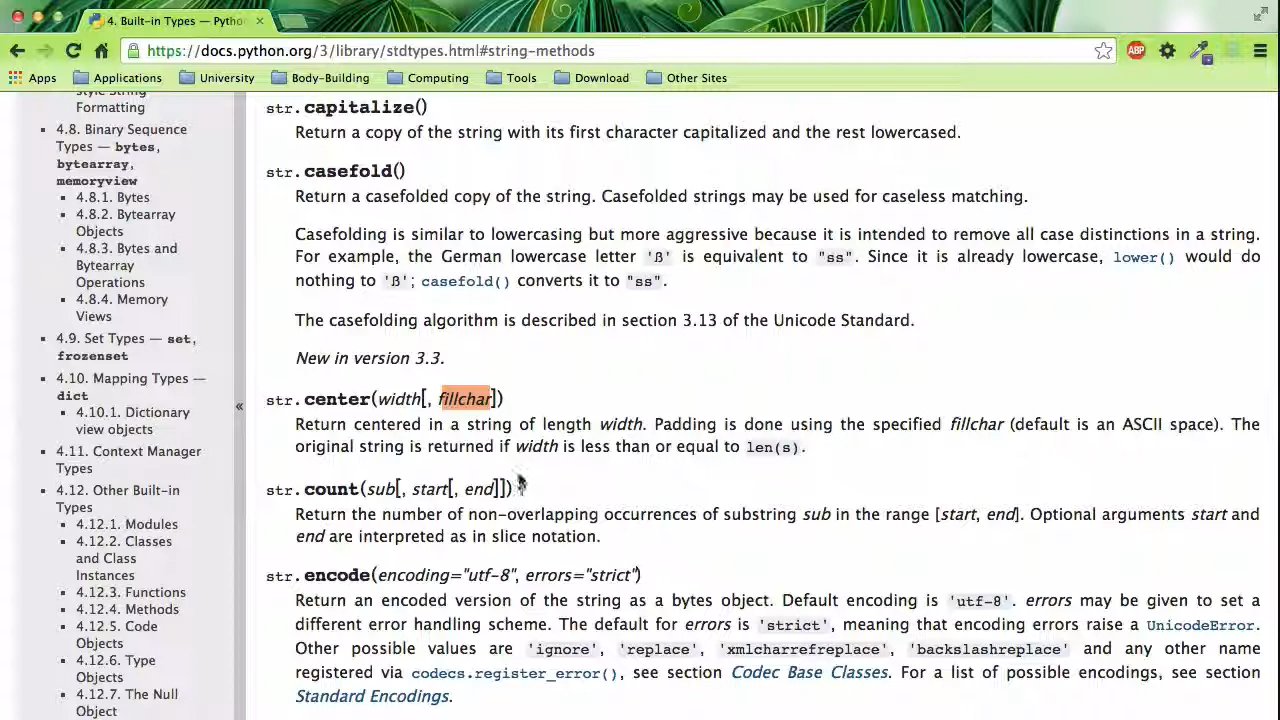 4. Built-in Types — Pytho
https://docs.python.org/3/library/stdtypes.html#string-methods
ABP
Apps Applications University Body-Building Computing Tools Download Other Sites
style String
Formatting
4.8. Binary Sequence
Types — bytes,
bytearray,
memoryview
4.8.1. Bytes
4.8.2. Bytearray
Objects
4.8.3. Bytes and
Bytearray
Operations
4.8.4. Memory
Views
4.9. Set Types — set,
frozenset
4.10. Mapping Types —
dict
4.10.1. Dictionary
view objects
4.11. Context Manager
Types
4.12. Other Built-in
Types
4.12.1. Modules
4.12.2. Classes
and Class
Instances
4.12.3. Functions
4.12.4. Methods
4.12.5. Code
Objects
4.12.6. Type
Objects
4.12.7. The Null
Object
«
str.capitalize()
Return a copy of the string with its first character capitalized and the rest lowercased.
str.casefold()
Return a casefolded copy of the string. Casefolded strings may be used for caseless matching.
Casefolding is similar to lowercasing but more aggressive because it is intended to remove all case distinctions in a string.
For example, the German lowercase letter 'ß' is equivalent to "ss". Since it is already lowercase, lower() would do
nothing to 'ß'; casefold() converts it to "ss".
The casefolding algorithm is described in section 3.13 of the Unicode Standard.
New in version 3.3.
str.center(width[, fillchar])
Return centered in a string of length width. Padding is done using the specified fillchar (default is an ASCII space). The
original string is returned if width is less than or equal to len(s).
str.count(sub[, start[, end]])
Return the number of non-overlapping occurrences of substring sub in the range [start, end]. Optional arguments start and
end are interpreted as in slice notation.
str.encode(encoding="utf-8", errors="strict")
Return an encoded version of the string as a bytes object. Default encoding is 'utf-8'. errors may be given to set a
different error handling scheme. The default for errors is 'strict', meaning that encoding errors raise a UnicodeError.
Other possible values are 'ignore', 'replace', 'xmlcharrefreplace', 'backslashreplace' and any other name
registered via codecs.register_error(), see section Codec Base Classes. For a list of possible encodings, see section
Standard Encodings.